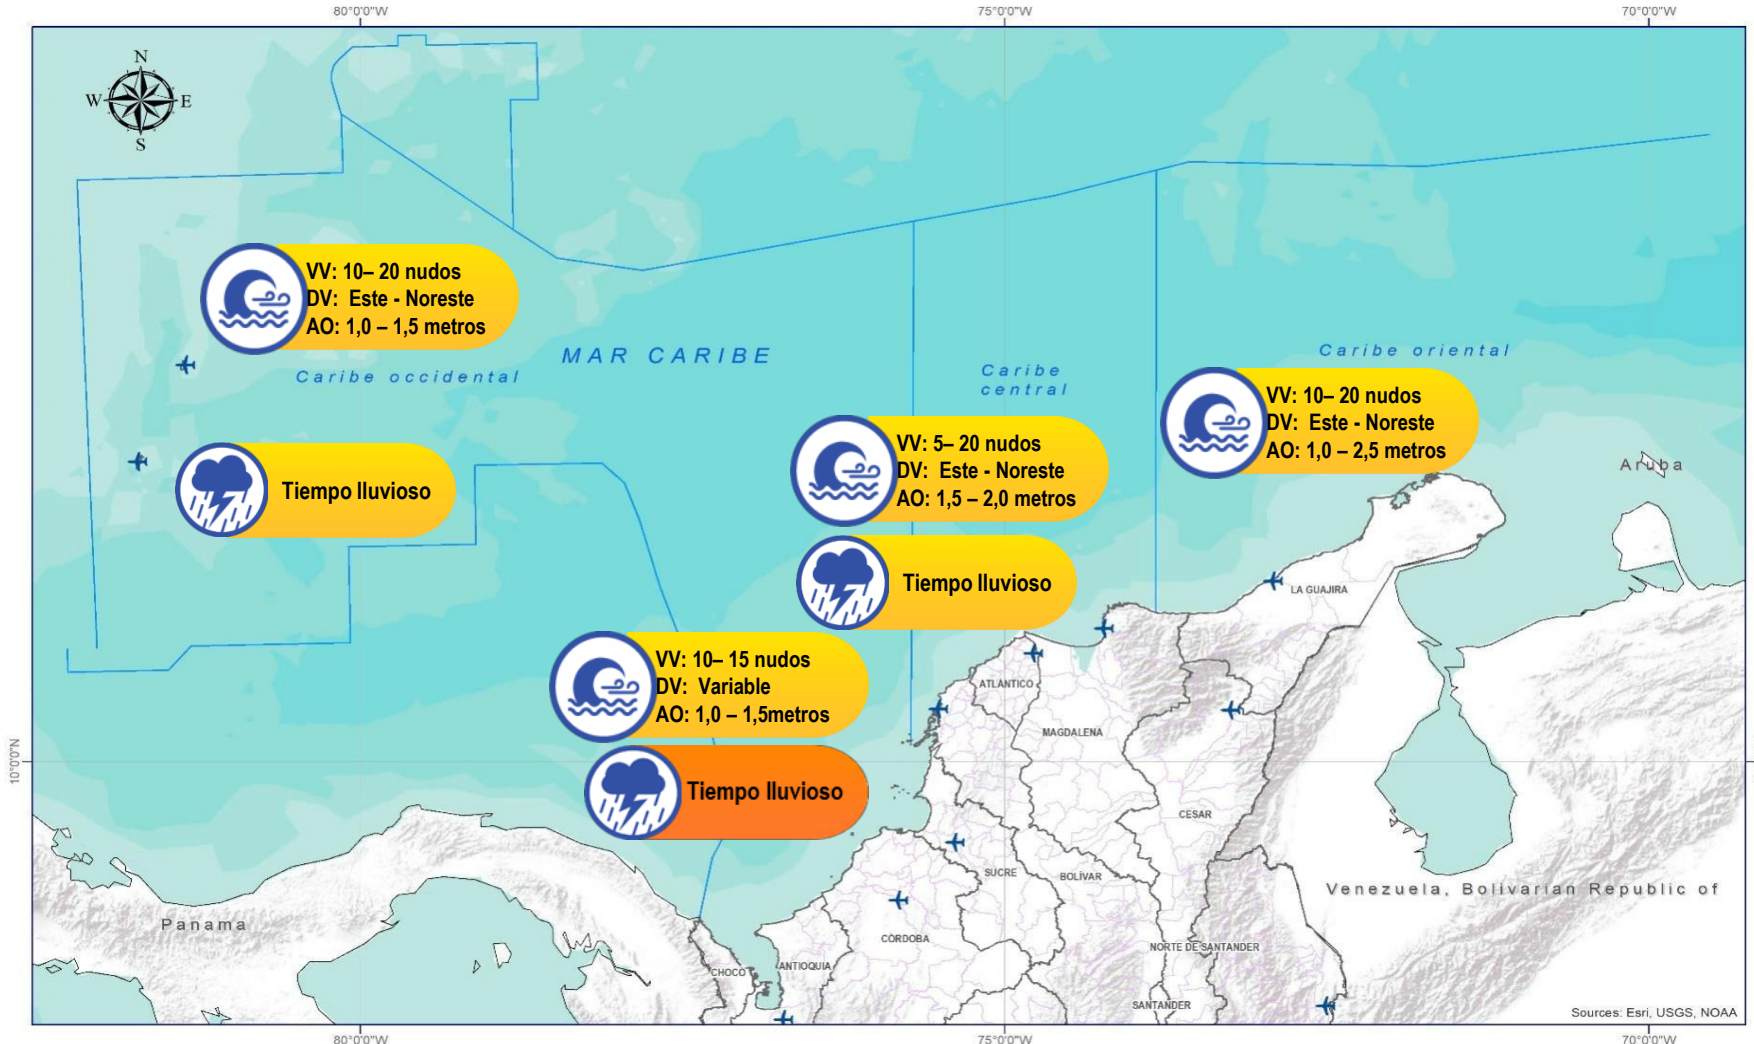 80°0'0"W
75°0'0"W
70°0'0"W
N
W
E
S
VV: 10– 20 nudos
DV: Este - Noreste
AO: 1,0 – 1,5 metros
MAR CARIBE
Caribe occidental
Caribe
central
Caribe oriental
VV: 10– 20 nudos
DV: Este - Noreste
AO: 1,0 – 2,5 metros
Aruba
Tiempo lluvioso
VV: 5– 20 nudos
DV: Este - Noreste
AO: 1,5 – 2,0 metros
Tiempo lluvioso
LA GUAJIRA
VV: 10– 15 nudos
DV: Variable
AO: 1,0 – 1,5metros
ATLÁNTICO
MAGDALENA
10°0'0"N
Tiempo lluvioso
CESAR
SUCRE
BOLÍVAR
Venezuela, Bolivarian Republic of
Panama
CÓRDOBA
NORTE DE SANTANDER
CHOCO
ANTIOQUIA
SANTANDER
Sources: Esri, USGS, NOAA
80°0'0"W
75°0'0"W
70°0'0"W